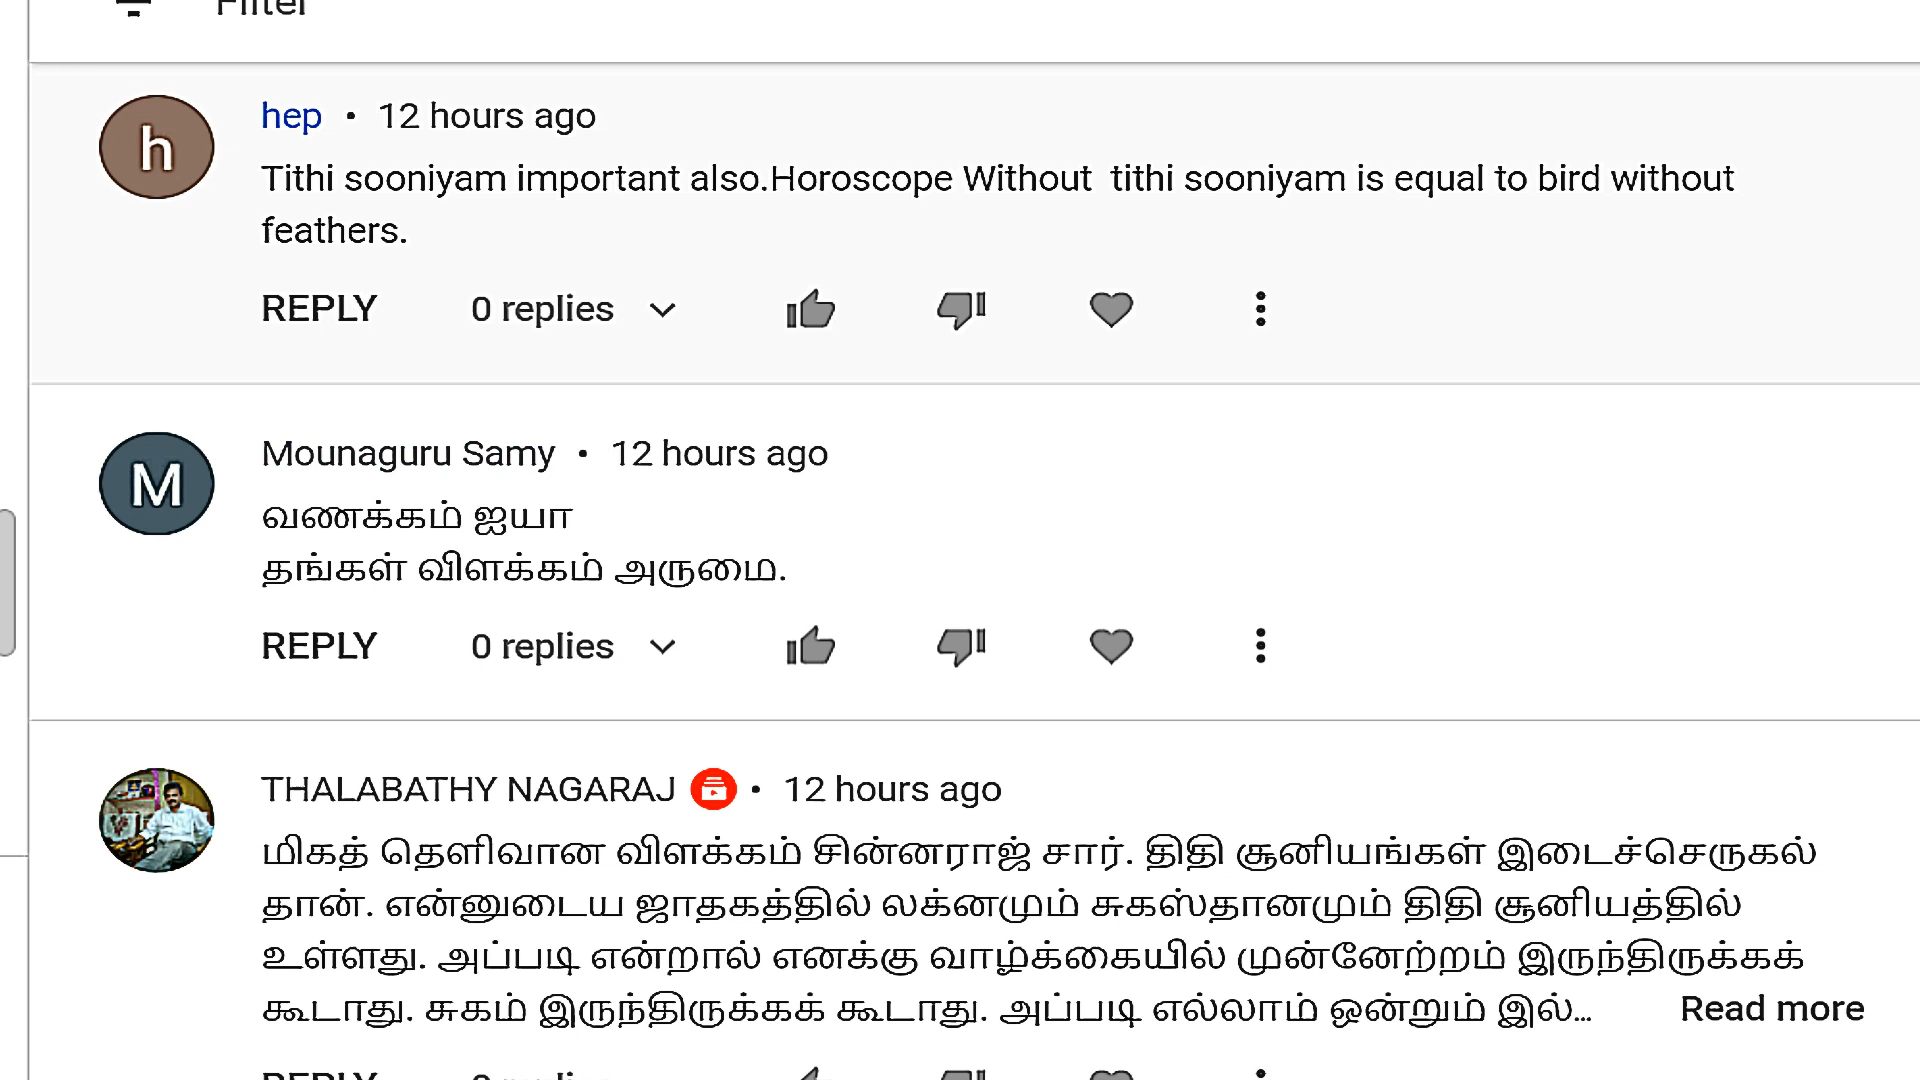 Filter
h
hep • 12 hours ago
Tithi sooniyam important also.Horoscope Without  tithi sooniyam is equal to bird without
feathers.
REPLY 0 replies
M
Mounaguru Samy • 12 hours ago
வணக்கம் ஐயா
தங்கள் விளக்கம் அருமை.
REPLY 0 replies
THALABATHY NAGARAJ • 12 hours ago
மிகத் தெளிவான விளக்கம் சின்னராஜ் சார். திதி சூனியங்கள் இடைச்செருகல்
தான். என்னுடைய ஜாதகத்தில் லக்னமும் சுகஸ்தானமும் திதி சூனியத்தில்
உள்ளது. அப்படி என்றால் எனக்கு வாழ்க்கையில் முன்னேற்றம் இருந்திருக்கக்
கூடாது. சுகம் இருந்திருக்கக் கூடாது. அப்படி எல்லாம் ஒன்றும் இல்... Read more
REPLY 0 replies